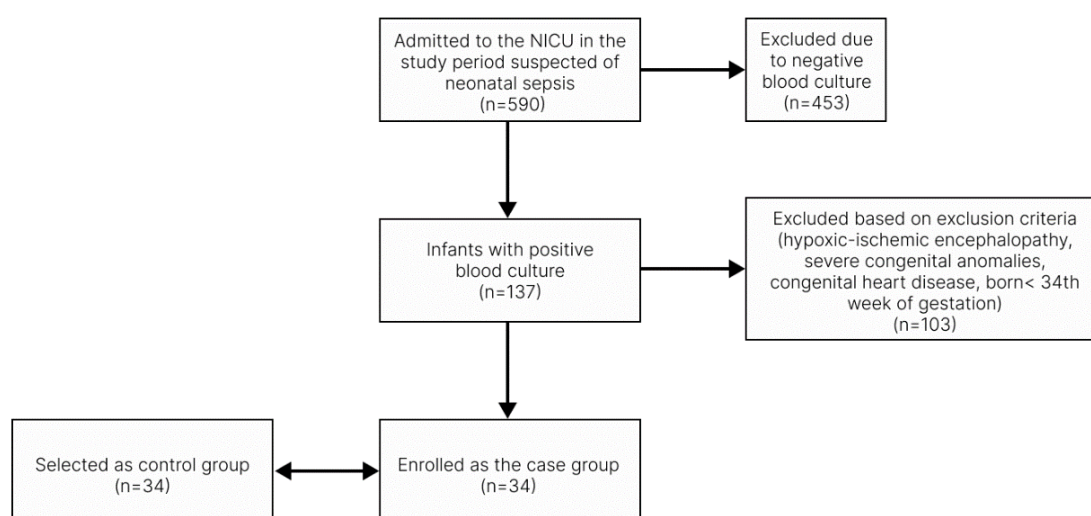 Admitted to the NICU in the
study period suspected of
neonatal sepsis
(n=590)
Excluded due
to negative
blood culture
(n=453)
Infants with positive
blood culture
(n=137)
Excluded based on exclusion criteria
(hypoxic-ischemic encephalopathy,
severe congenital anomalies,
congenital heart disease, born< 34th
week of gestation)
(n=103)
Selected as control group
(n=34)
Enrolled as the case group
(n=34)